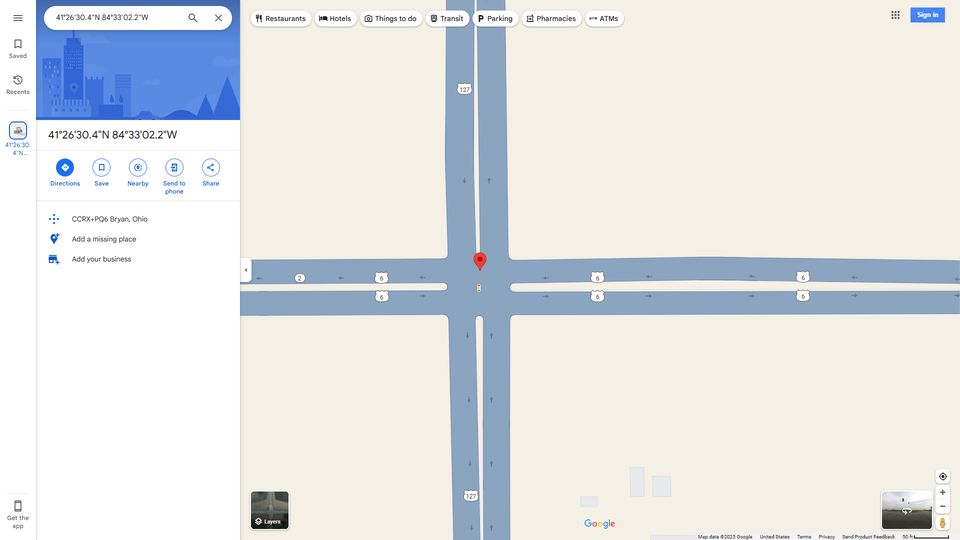 41°26'30.4"N 84°33'02.2"W
Restaurants
Hotels
Things to do
Transit
Parking
Pharmacies
ATMs
Sign in
Saved
Recents
41°26'30.
4"N...
41°26'30.4"N 84°33'02.2"W
Directions
Save
Nearby
Send to
phone
Share
CCRX+PQ6 Bryan, Ohio
Add a missing place
Add your business
127
2
6
6
6
6
6
6
127
Get the
app
Layers
Google
Map data ©2025 Google
United States
Terms
Privacy
Send Product Feedback
50 ft